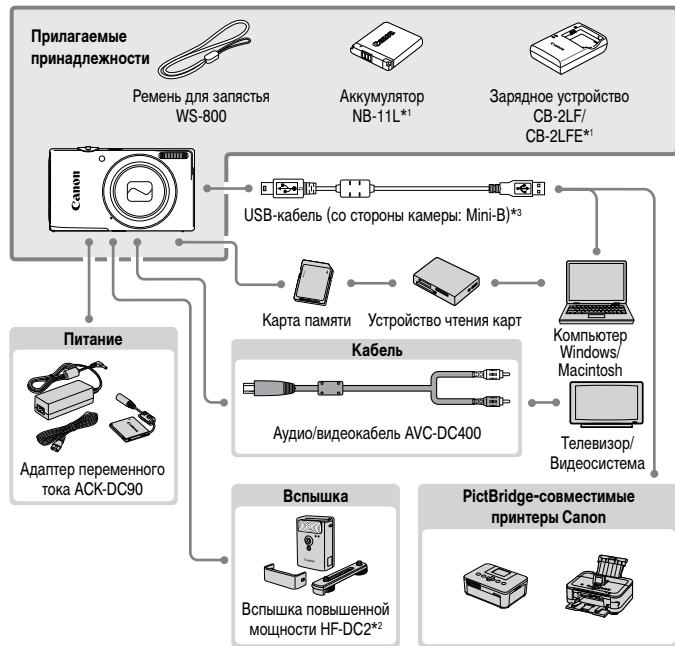 Прилагаемые
принадлежности
Ремень для запястья
WS-800
Аккумулятор
NB-11L*1
Зарядное устройство
CB-2LF/
CB-2LFE*1
Canon
USB-кабель (со стороны камеры: Mini-B)*3
Карта памяти
Устройство чтения карт
Компьютер
Windows/
Macintosh
Питание
Адаптер переменного
тока ACK-DC90
Кабель
Аудио/видеокабель AVC-DC400
Телевизор/
Видеосистема
Вспышка
Вспышка повышенной
мощности HF-DC2*2
PictBridge-совместимые
принтеры Canon